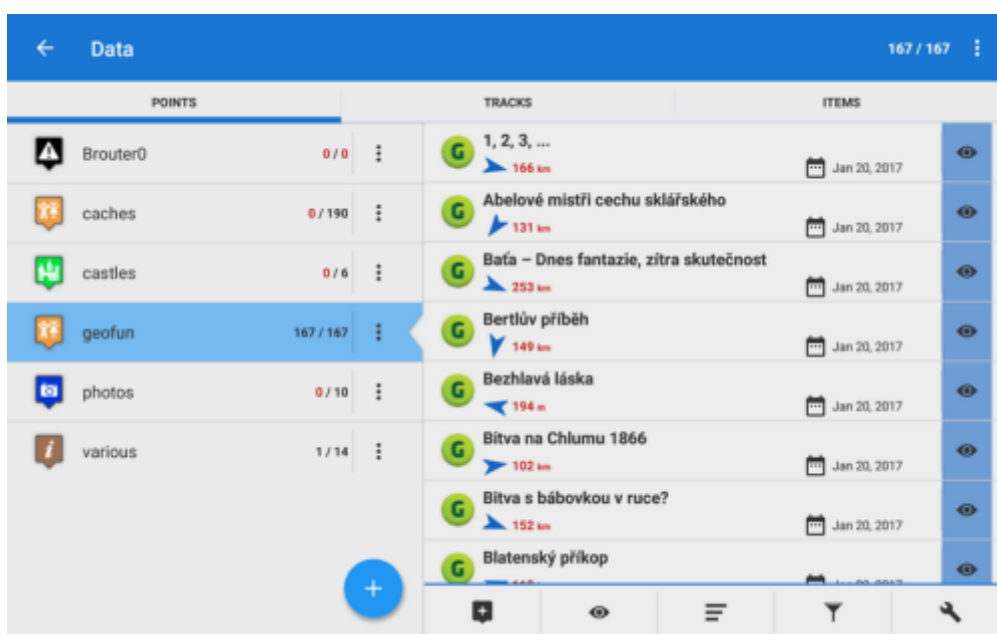 Data
167 / 167
POINTS
TRACKS
ITEMS
Brouter0
0 / 0
caches
0 / 190
castles
0 / 6
geofun
167 / 167
photos
0 / 10
various
1 / 14
G
1, 2, 3, ...
166 km
Jan 20, 2017
G
Abelové mistři cechu sklářského
131 km
Jan 20, 2017
G
Baťa – Dnes fantazie, zítra skutečnost
253 km
Jan 20, 2017
G
Bertlův příběh
149 km
Jan 20, 2017
G
Bezhlavá láska
194 m
Jan 20, 2017
G
Bitva na Chlumu 1866
102 km
Jan 20, 2017
G
Bitva s bábovkou v ruce?
152 km
Jan 20, 2017
G
Blatenský příkop